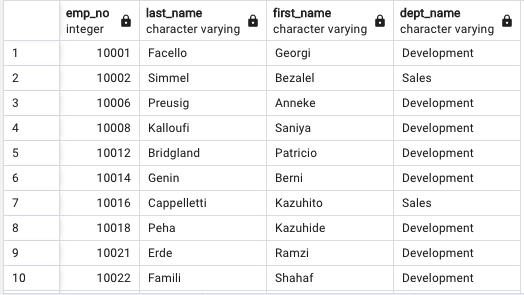 emp_no last_name first_name dept_name
integer character varying character varying character varying
1 10001 Facello Georgi Development
2 10002 Simmel Bezalel Sales
3 10006 Preusig Anneke Development
4 10008 Kalloufi Saniya Development
5 10012 Bridgland Patricio Development
6 10014 Genin Berni Development
7 10016 Cappelletti Kazuhito Sales
8 10018 Peha Kazuhide Development
9 10021 Erde Ramzi Development
10 10022 Famili Shahaf Development